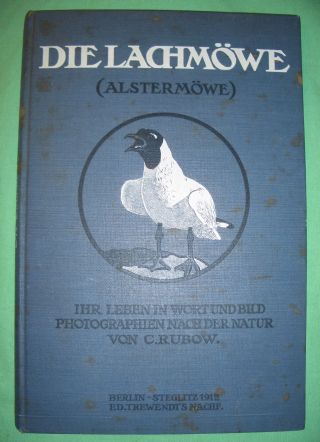 DIE LACHMÖWE
(ALSTERMÖWE)
IHR LEBEN IN WORT UND BILD
PHOTOGRAPHIEN NACH DER NATUR
VON C. RUBOW.
BERLIN-STEGLITZ 1912
ED. TREWENDT'S NACHF.